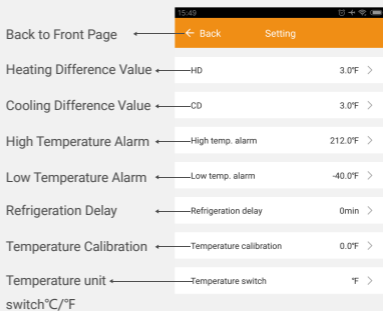 15:49
Back to Front Page ← Back Setting
Heating Difference Value HD 3.0°F >
Cooling Difference Value CD 3.0°F >
High Temperature Alarm High temp. alarm 212.0°F >
Low Temperature Alarm Low temp. alarm -40.0°F >
Refrigeration Delay Refrigeration delay 0min >
Temperature Calibration Temperature calibration 0.0°F >
Temperature unit Temperature switch °F >
switch°C/°F